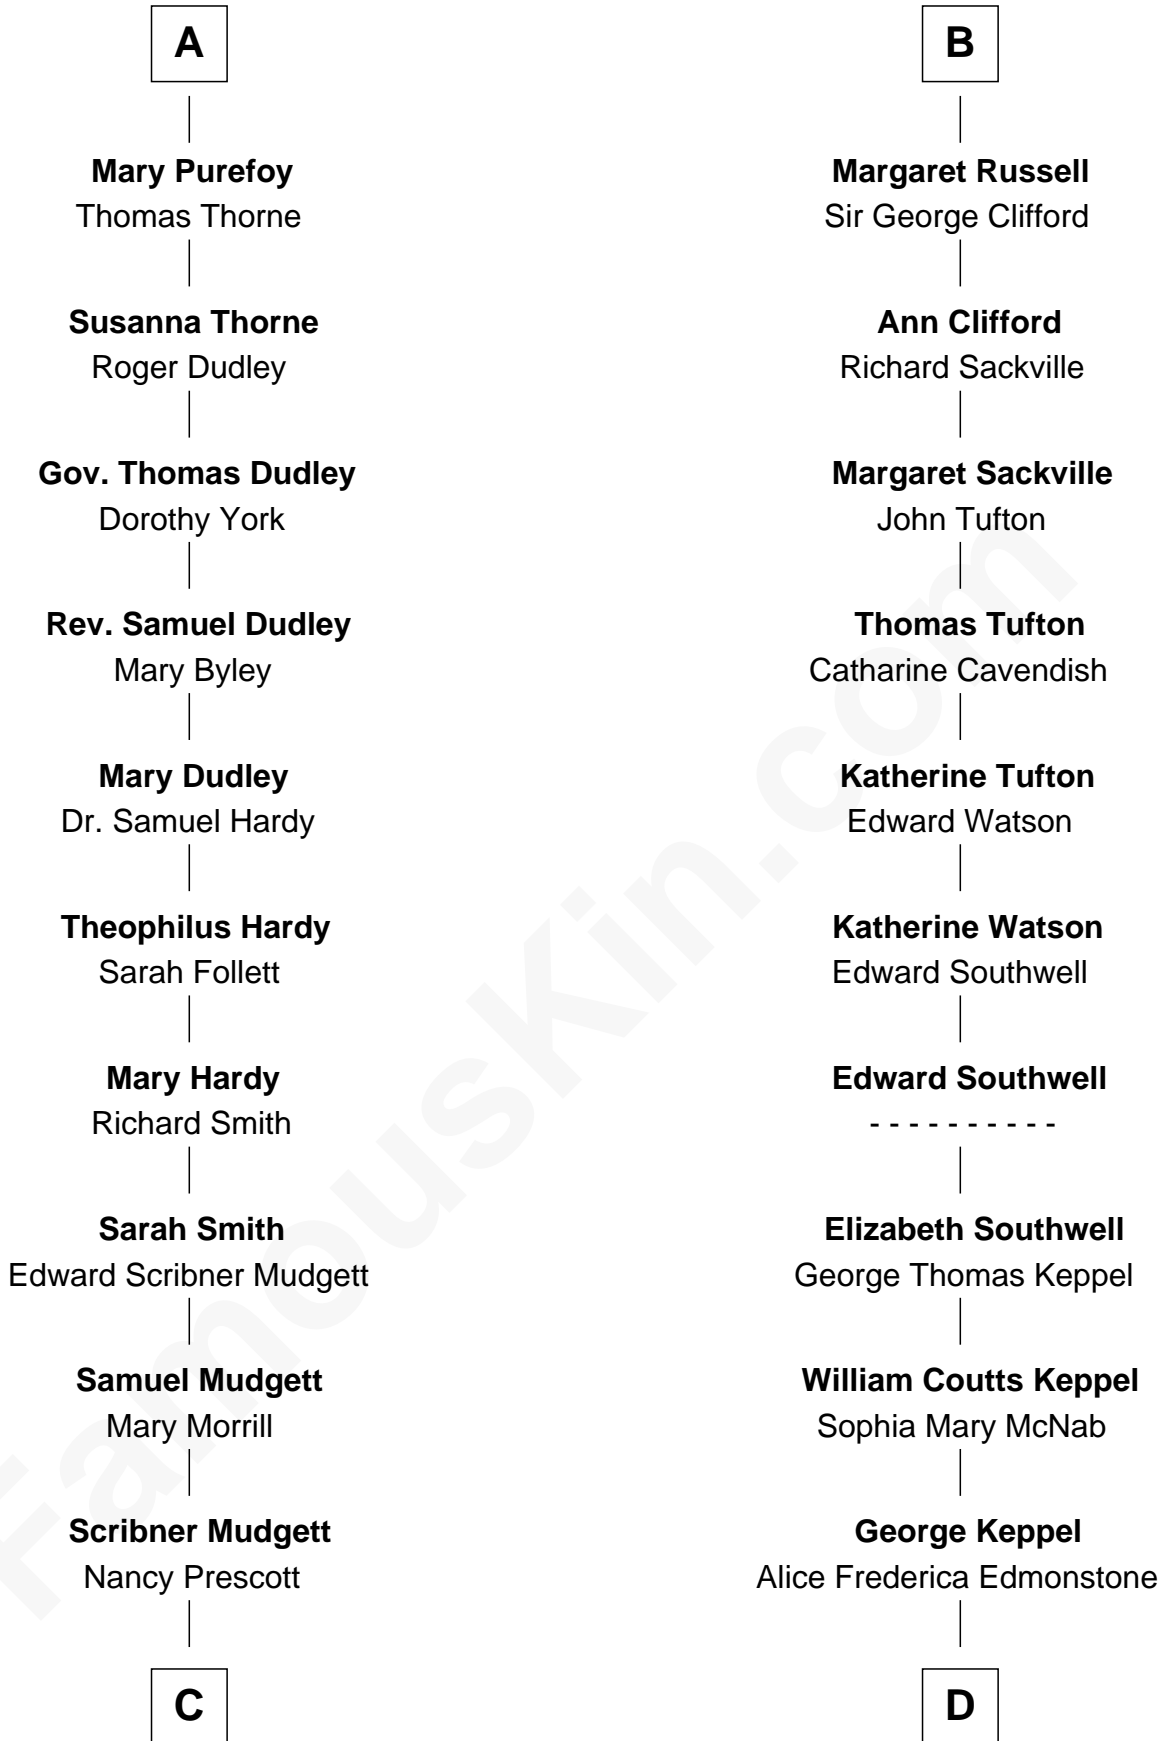 A
Mary Purefoy
Thomas Thorne
Susanna Thorne
Roger Dudley
Gov. Thomas Dudley
Dorothy York
Rev. Samuel Dudley
Mary Byley
Mary Dudley
Dr. Samuel Hardy
Theophilus Hardy
Sarah Follett
Mary Hardy
Richard Smith
Sarah Smith
Edward Scribner Mudgett
Samuel Mudgett
Mary Morrill
Scribner Mudgett
Nancy Prescott
C
B
Margaret Russell
Sir George Clifford
Ann Clifford
Richard Sackville
Margaret Sackville
John Tufton
Thomas Tufton
Catharine Cavendish
Katherine Tufton
Edward Watson
Katherine Watson
Edward Southwell
Edward Southwell
- - - - - - - - - -
Elizabeth Southwell
George Thomas Keppel
William Coutts Keppel
Sophia Mary McNab
George Keppel
Alice Frederica Edmonstone
D
FamousKin.com